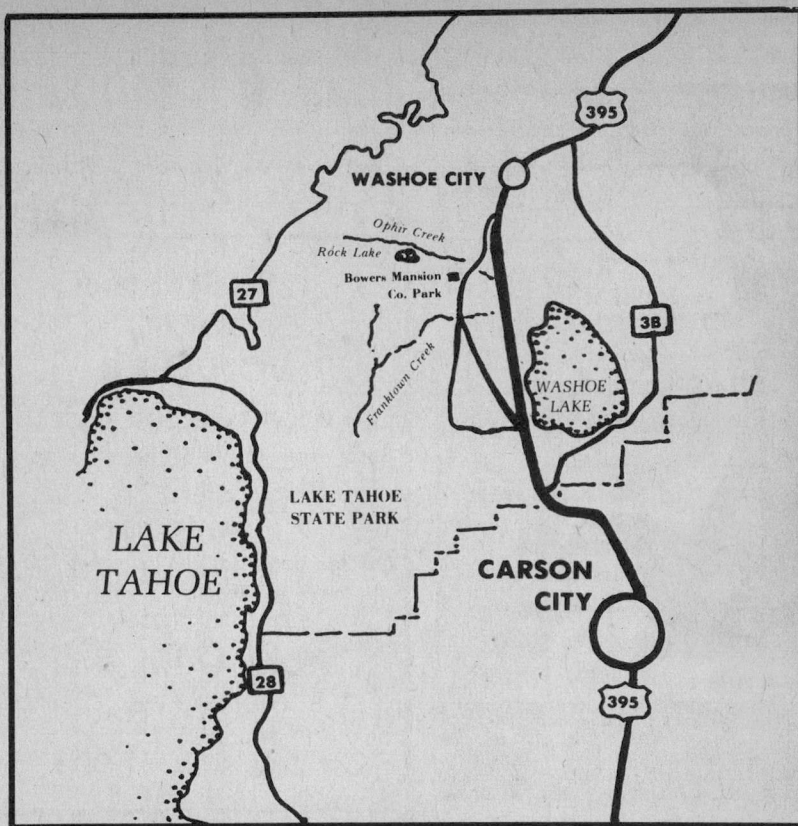 395
WASHOE CITY
Ophir Creek
Rock Lake
Bowers Mansion
Co. Park
27
3B
Franktown Creek
WASHOE
LAKE
LAKE TAHOE
STATE PARK
LAKE
TAHOE
CARSON
CITY
28
395